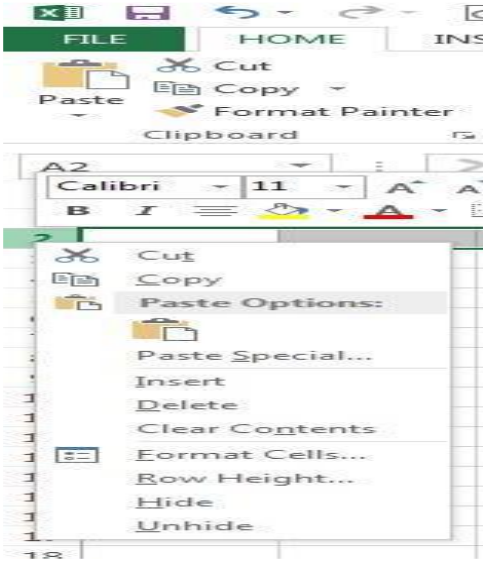 FILE HOME INS
Cut
Copy
Paste
Format Painter
Clipboard
A2
Calibri 11 A A
B I A
2
Cut
Copy
Paste Options:
Paste Special...
Insert
Delete
Clear Contents
Format Cells...
Row Height...
Hide
Unhide
18